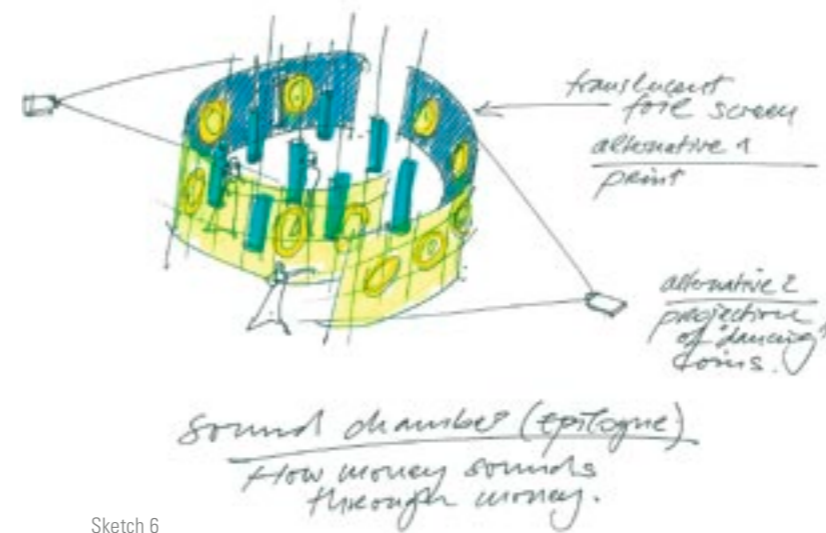 translucent
foil screen
alternative 1
print
alternative 2
projection
of "dancing"
coins.
sound chamber (epilogue)
How money sounds
through money.
Sketch 6